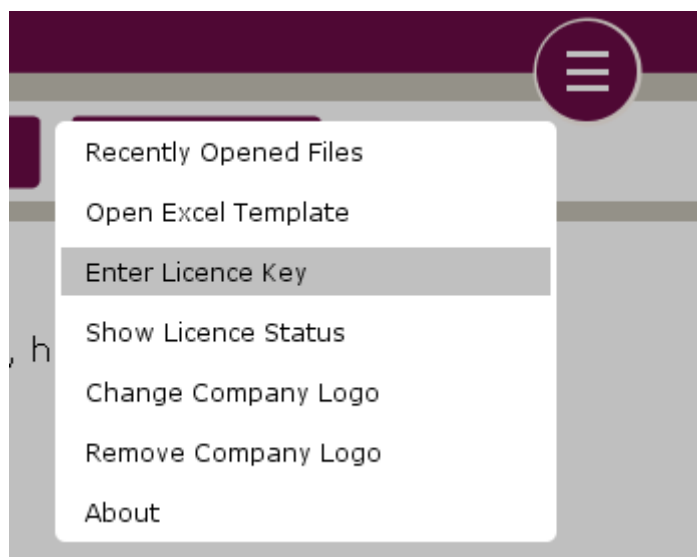 Recently Opened Files
Open Excel Template
Enter Licence Key
Show Licence Status
, h
Change Company Logo
Remove Company Logo
About